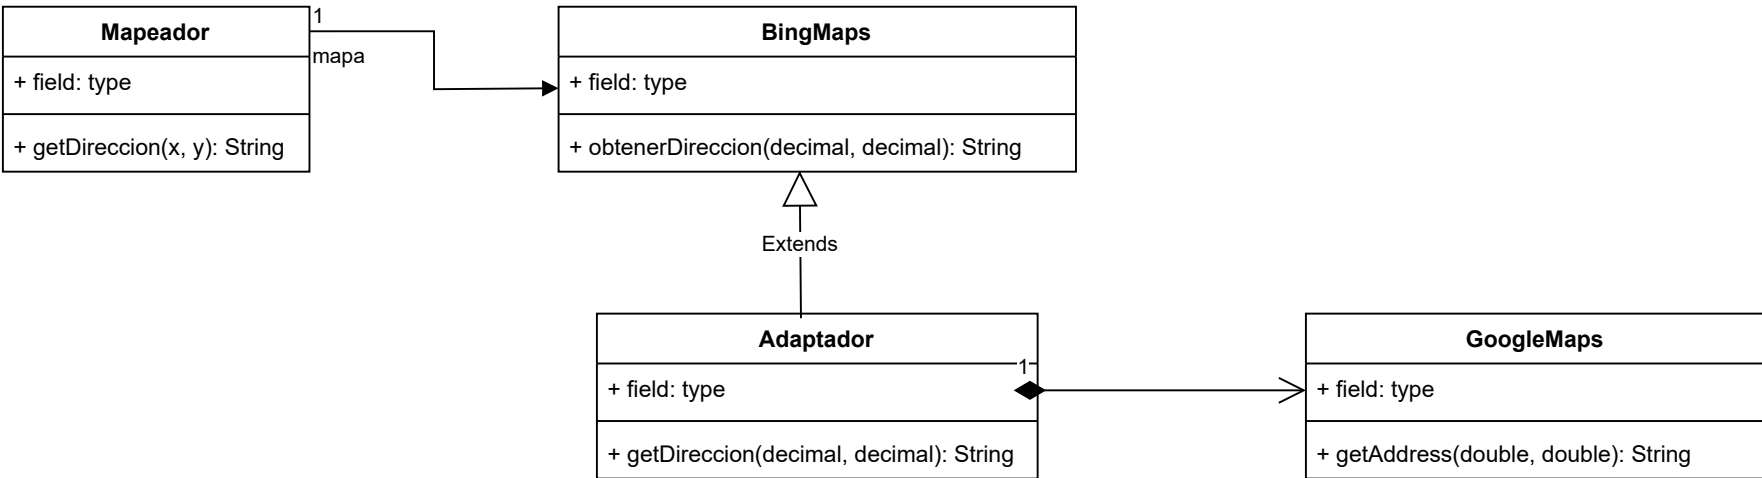 1
Mapeador
BingMaps
mapa
+ field: type
+ field: type
+ getDireccion(x, y): String
+ obtenerDireccion(decimal, decimal): String
Extends
Adaptador
GoogleMaps
1
+ field: type
+ field: type
+ getDireccion(decimal, decimal): String
+ getAddress(double, double): String